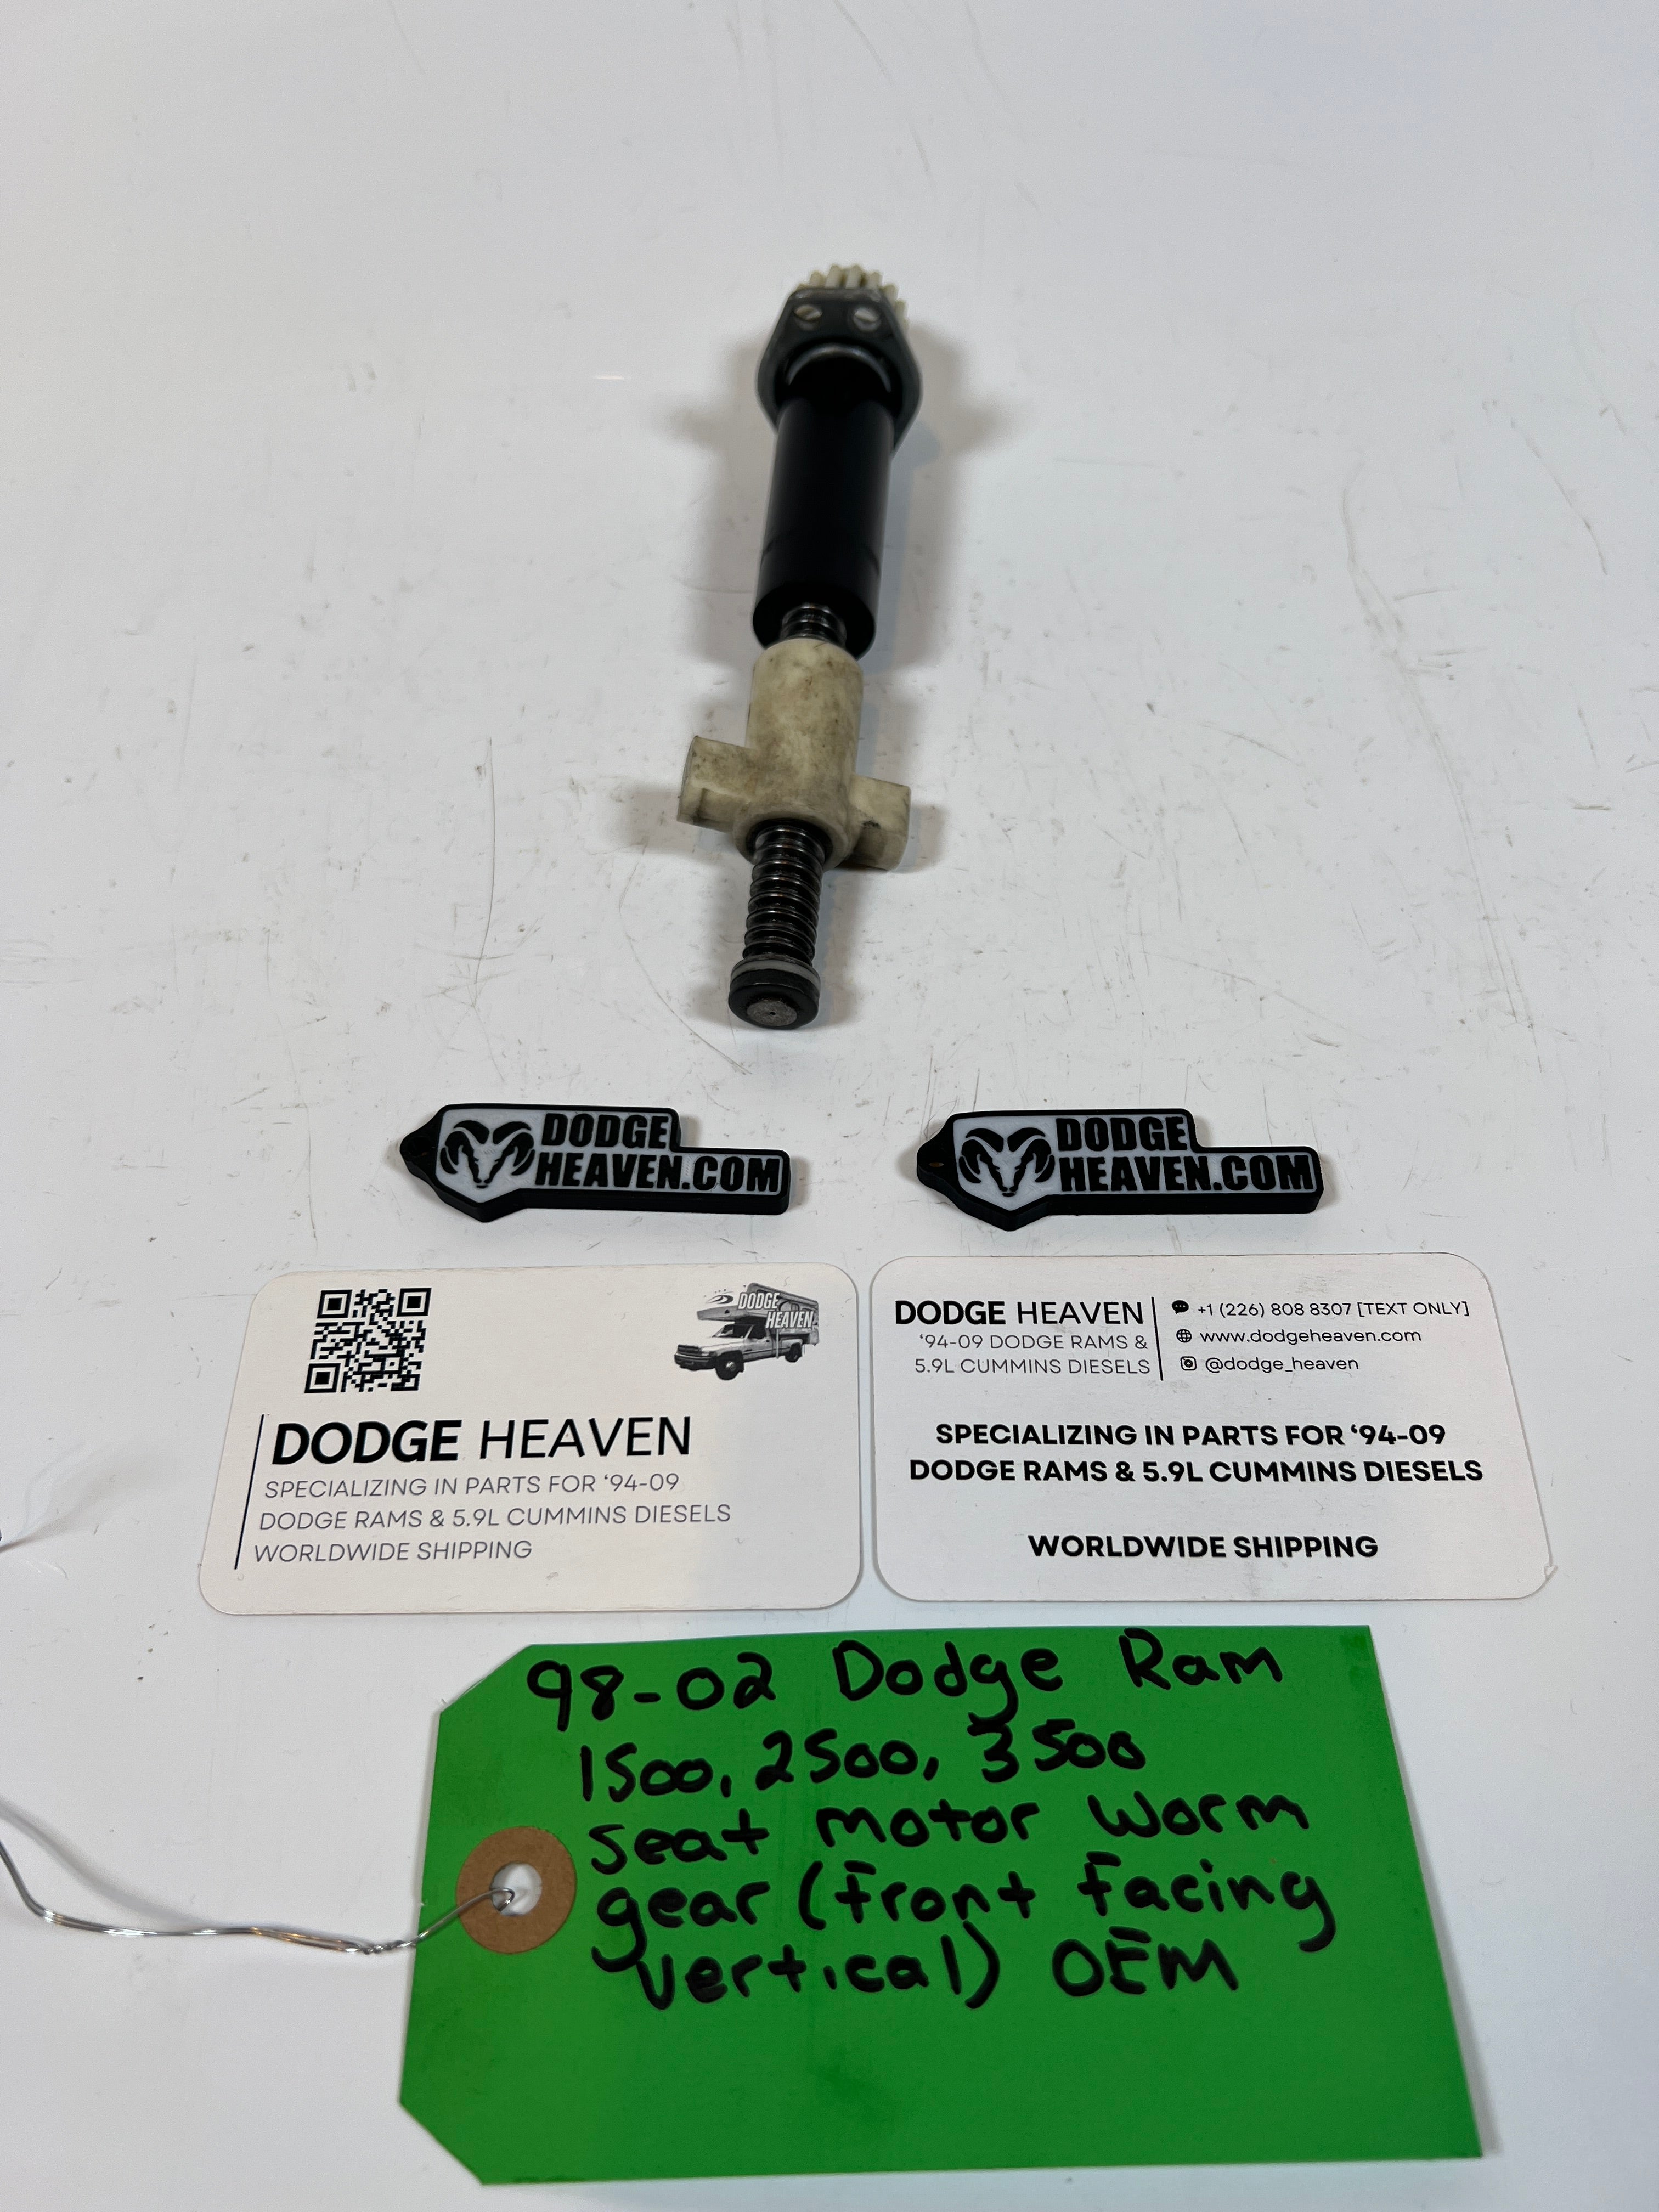 DODGE
HEAVEN.COM
DODGE
HEAVEN.COM
DODGE
HEAVEN
DODGE HEAVEN
SPECIALIZING IN PARTS FOR ‘94-09
DODGE RAMS & 5.9L CUMMINS DIESELS
WORLDWIDE SHIPPING
DODGE HEAVEN
‘94-09 DODGE RAMS &
5.9L CUMMINS DIESELS
+1 (226) 808 8307 [TEXT ONLY]
www.dodgeheaven.com
@dodge_heaven
SPECIALIZING IN PARTS FOR ‘94-09
DODGE RAMS & 5.9L CUMMINS DIESELS
WORLDWIDE SHIPPING
98-02 Dodge Ram
1500, 2500, 3500
seat motor worm
gear (front facing
vertical) OEM